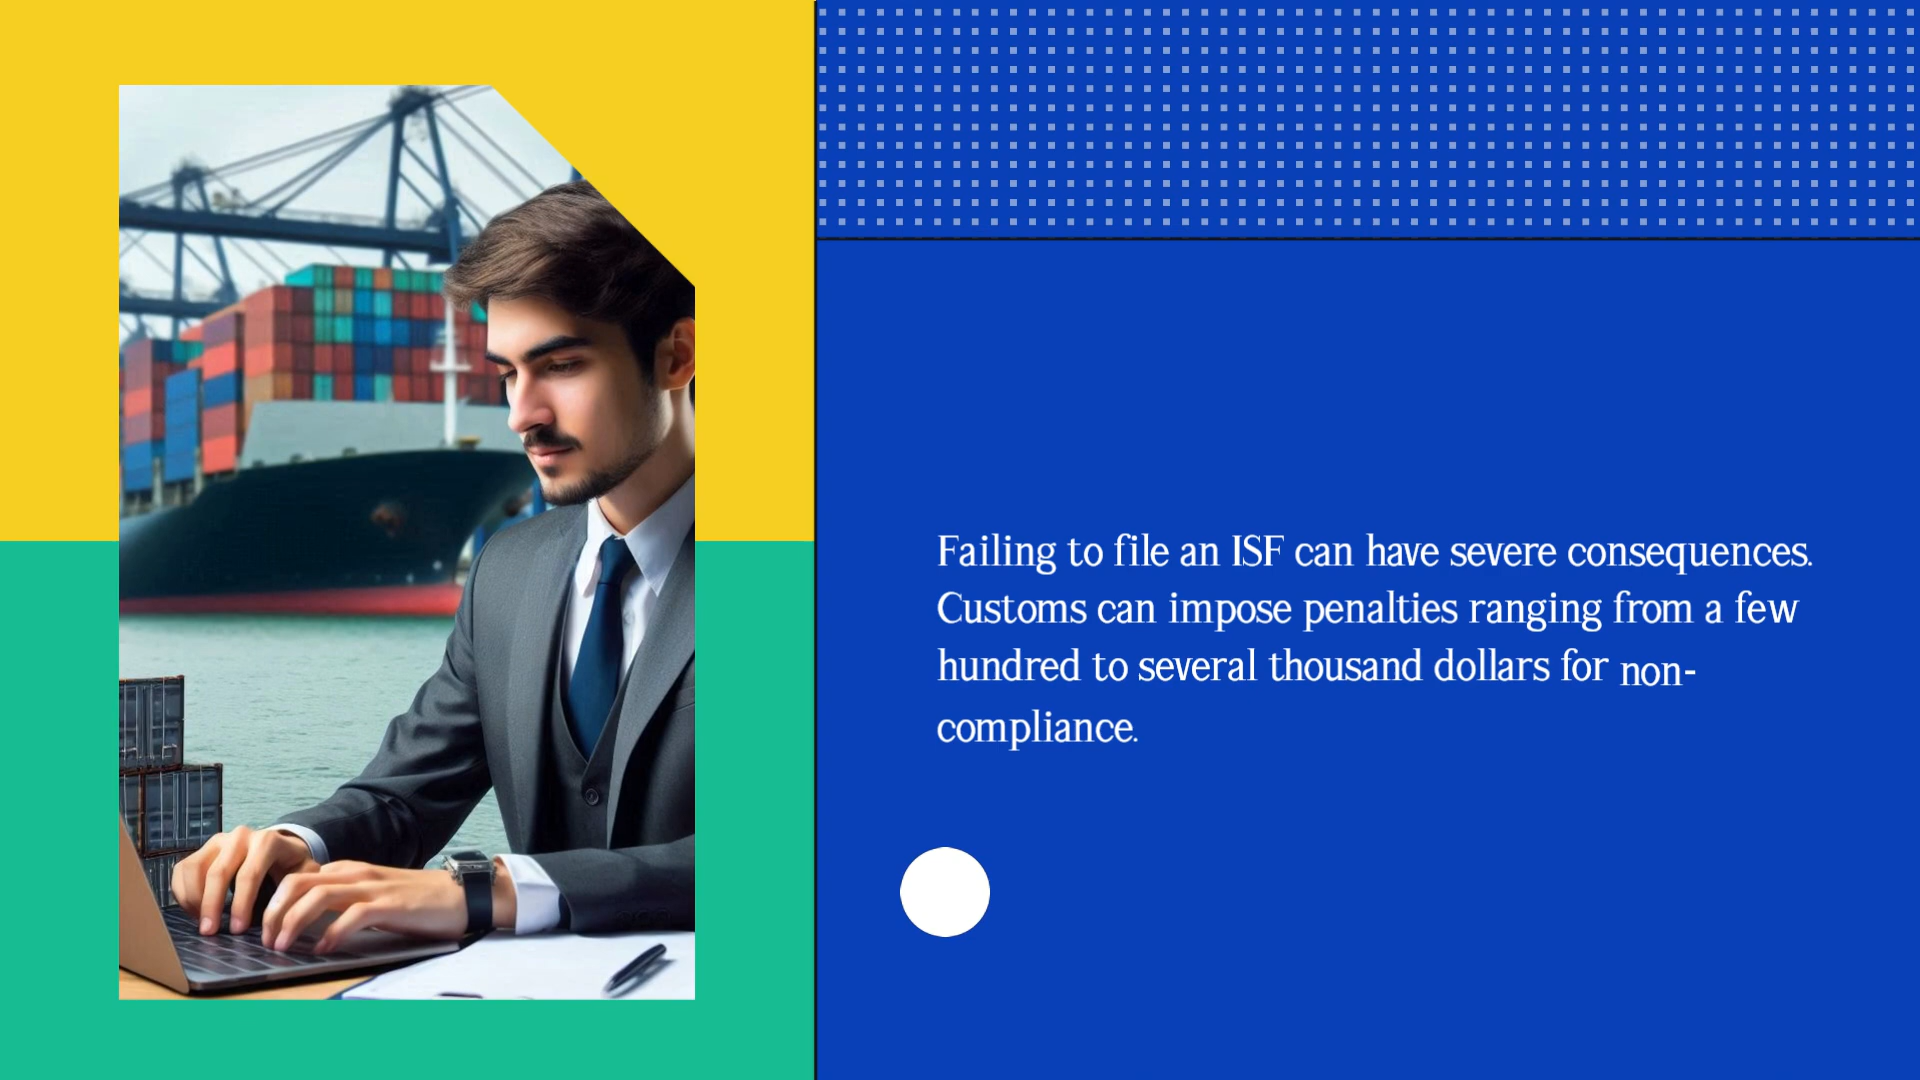 Failing to file an ISF can have severe consequences.
Customs can impose penalties ranging from a few
hundred to several thousand dollars for non-
compliance.